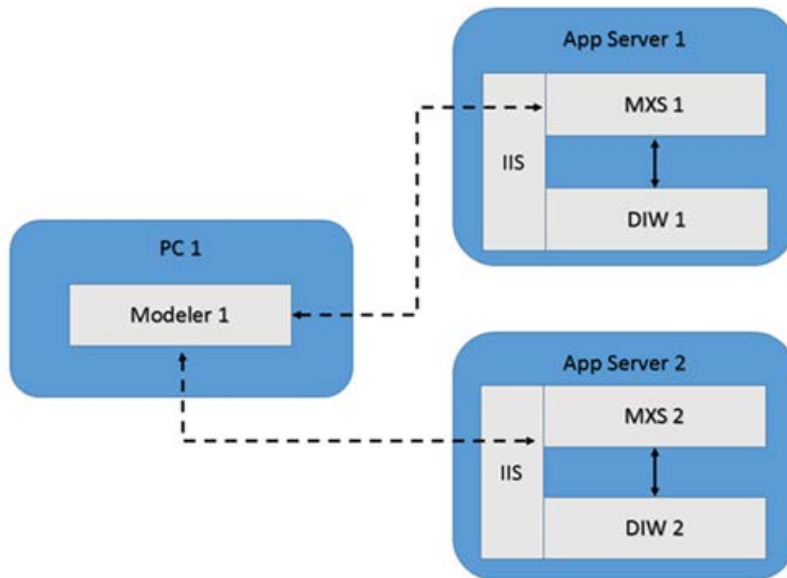 App Server 1
MXS 1
IIS
DIW 1
PC 1
Modeler 1
App Server 2
MXS 2
IIS
DIW 2